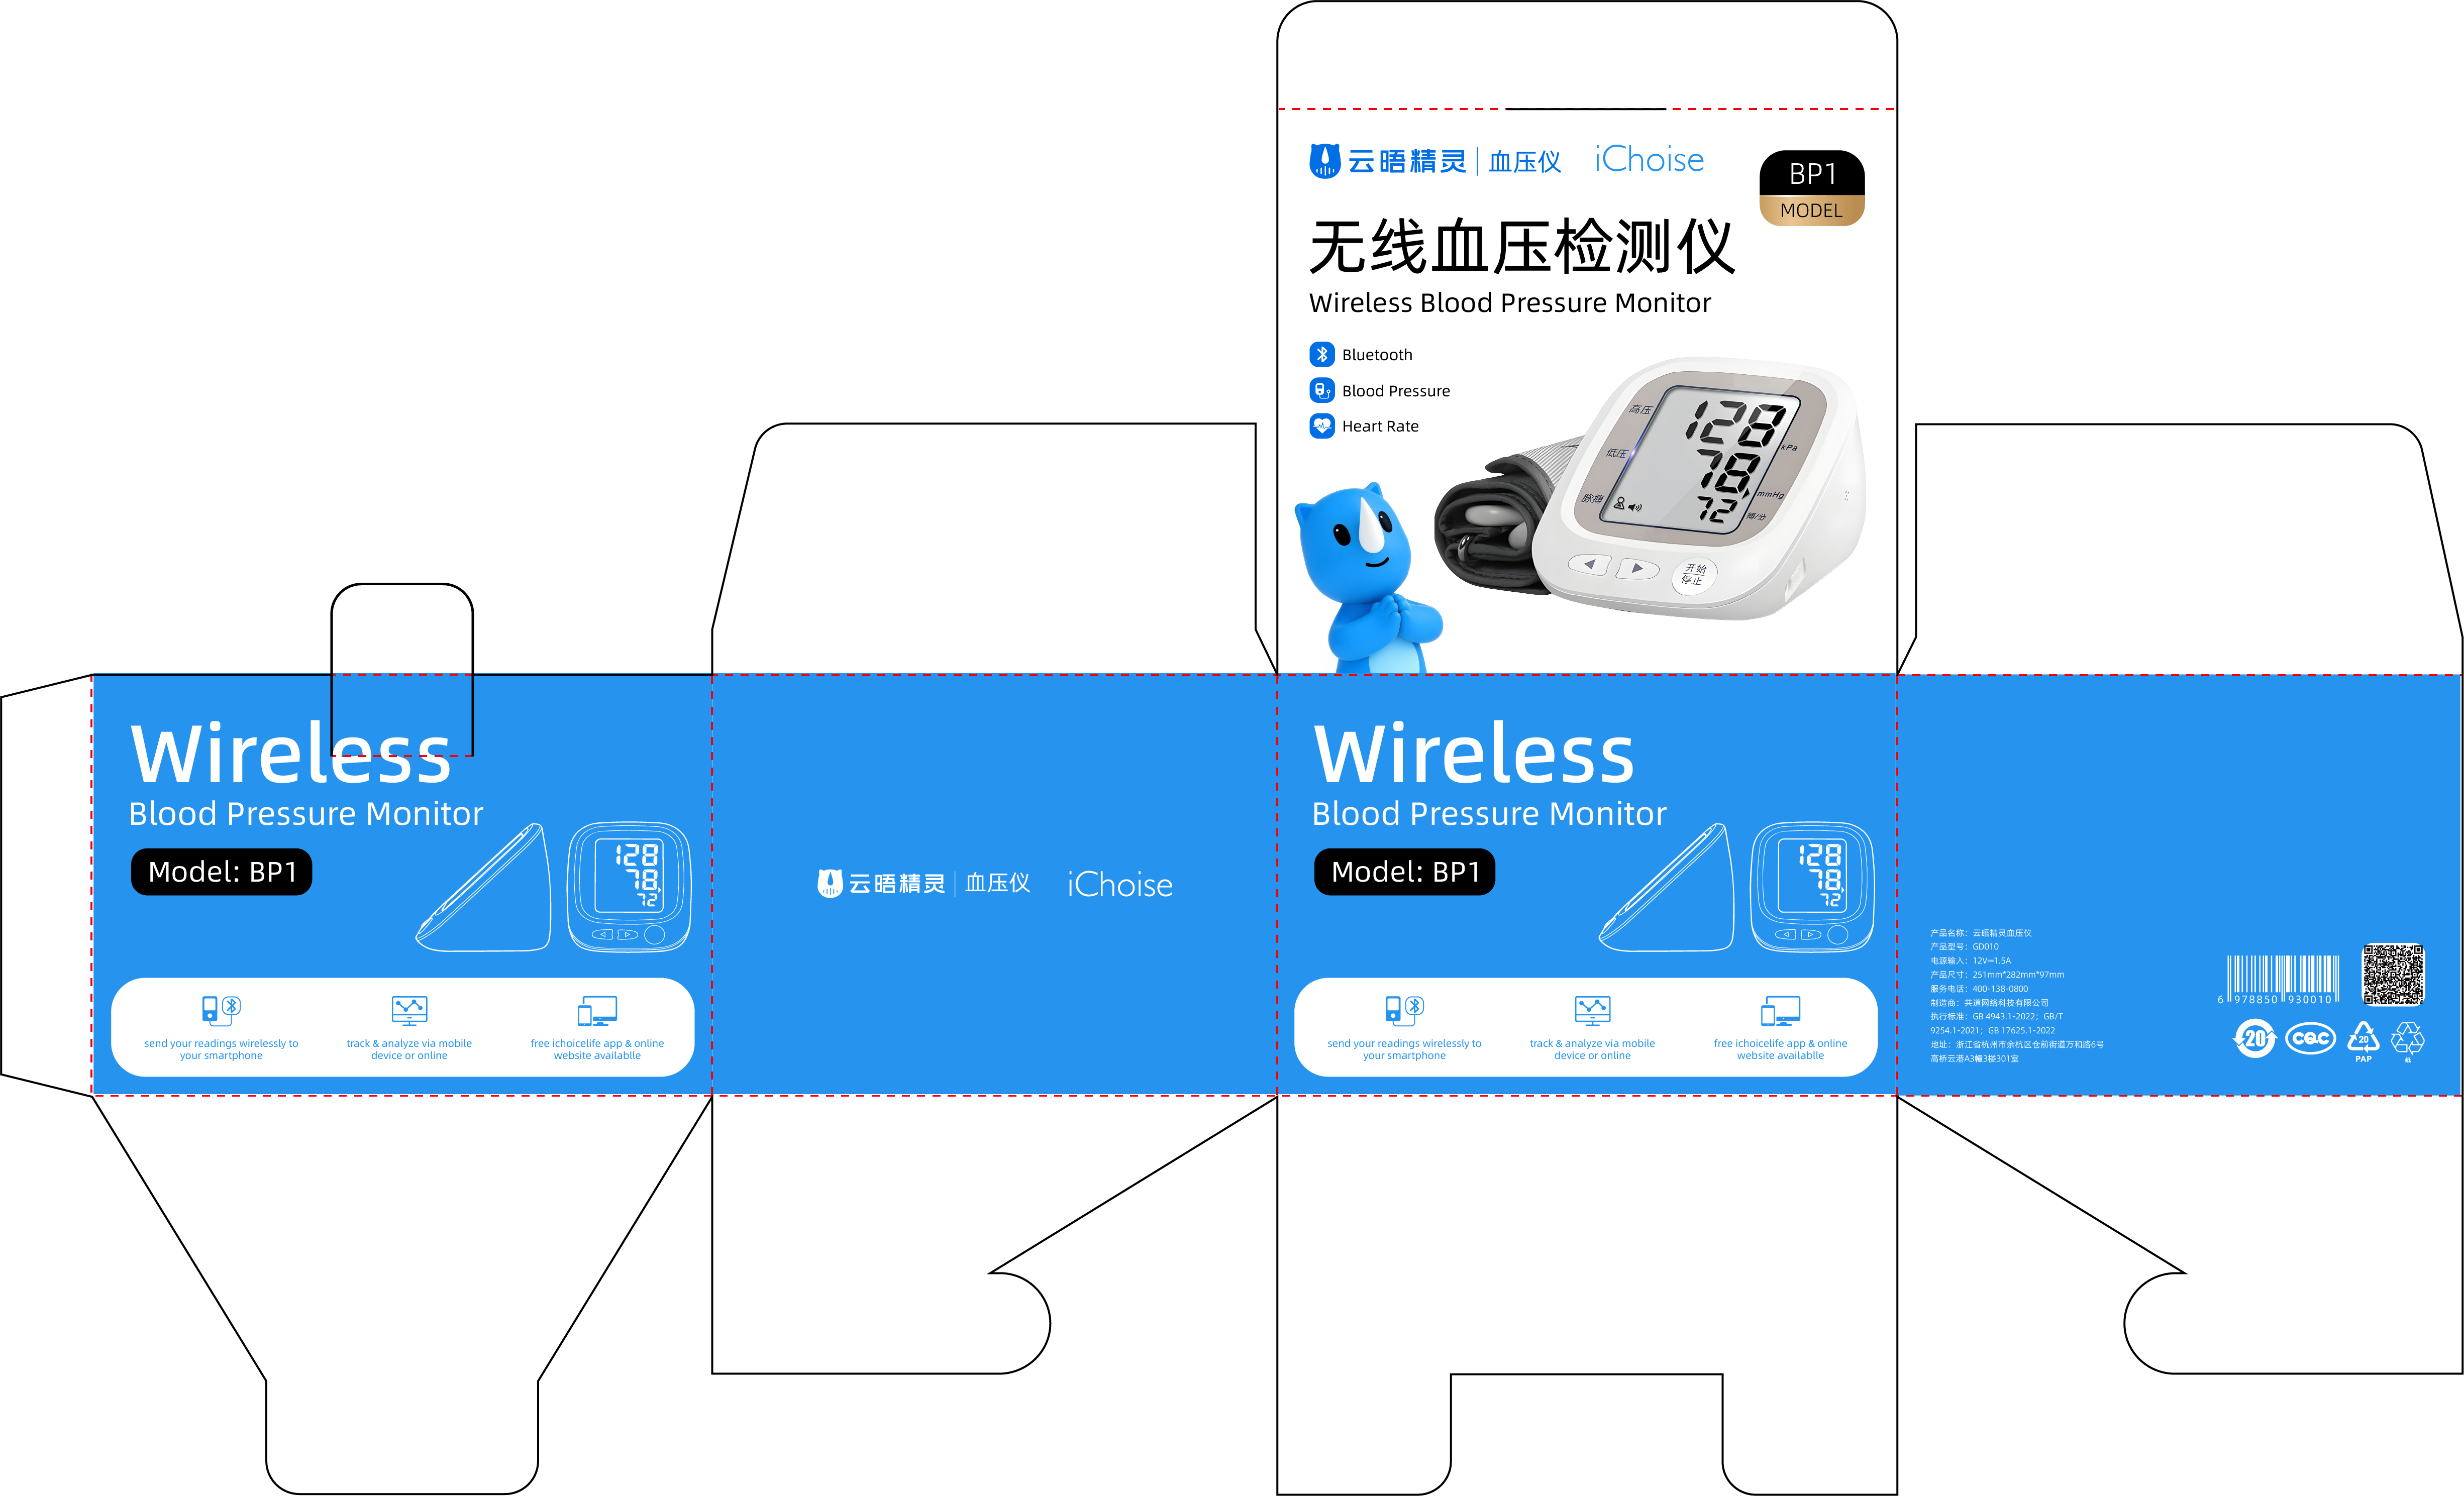 云晤精灵 | 血压仪 iChoise
BP1
MODEL
无线血压检测仪
Wireless Blood Pressure Monitor
Bluetooth
Blood Pressure
Heart Rate
高压
128
kPa
低压
78
mmHg
脉搏
72
搏/分
开始
停止
Wireless
Blood Pressure Monitor
Model: BP1
128
78
72
send your readings wirelessly to
your smartphone
track & analyze via mobile
device or online
free ichoicelife app & online
website availablle
云晤精灵 | 血压仪 iChoise
Wireless
Blood Pressure Monitor
Model: BP1
128
78
72
send your readings wirelessly to
your smartphone
track & analyze via mobile
device or online
free ichoicelife app & online
website availablle
产品名称：云晤精灵血压仪
产品型号：GD010
电源输入：12V⎓1.5A
产品尺寸：251mm*282mm*97mm
服务电话：400-138-0800
制造商：共道网络科技有限公司
执行标准：GB 4943.1-2022；GB/T
9254.1-2021；GB 17625.1-2022
地址：浙江省杭州市余杭区仓前街道万和路6号
高桥云港A3幢3楼301室
6 978850 930010
20
CQC
20
PAP
纸